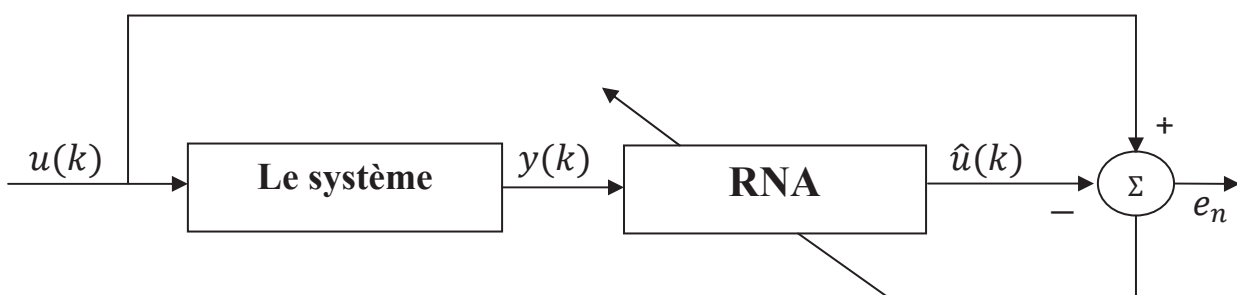 +
u(k)
Le système
y(k)
RNA
û(k)
Σ
−
e_n